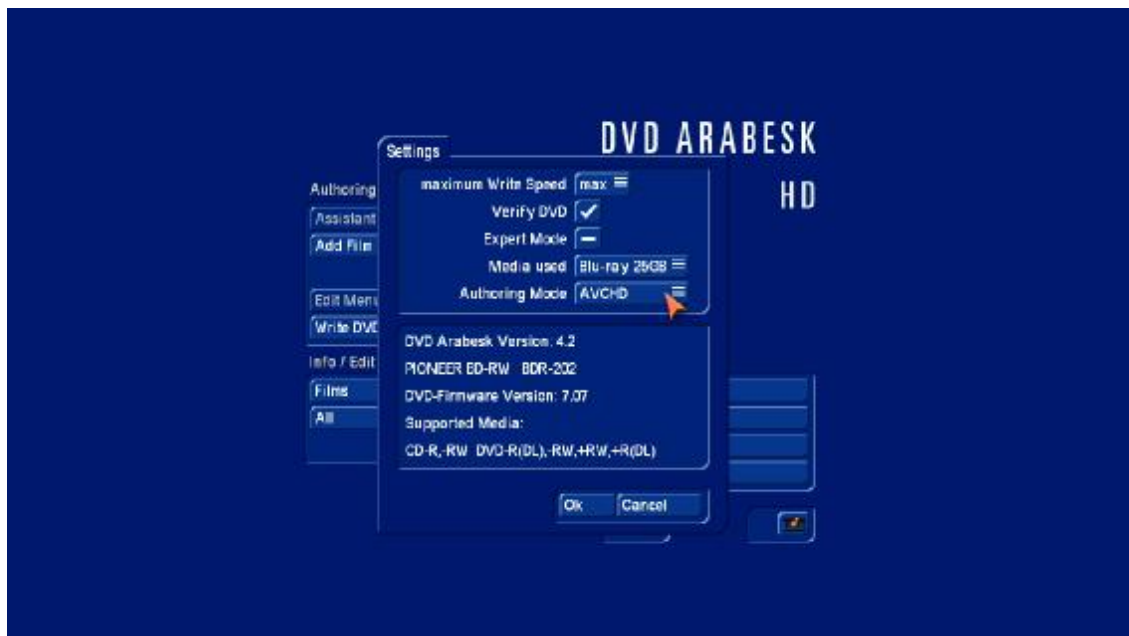 DVD ARABESK
HD
Settings
maximum Write Speed max
Verify DVD
Expert Mode
Media used Blu-ray 25GB
Authoring Mode AVCHD
DVD Arabesk Version: 4.2
PIONEER BD-RW BDR-202
DVD-Firmware Version: 7.07
Supported Media:
CD-R,-RW DVD-R(DL),-RW,+RW,+R(DL)
Ok Cancel
Authoring
Assistant
Add Film
Edit Menu
Write DVD
Info / Edit
Films
All